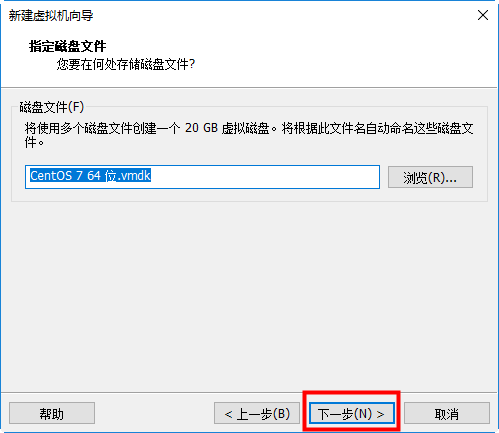 新建虚拟机向导
指定磁盘文件
您要在何处存储磁盘文件?
磁盘文件(F)
将使用多个磁盘文件创建一个 20 GB 虚拟磁盘。将根据此文件名自动命名这些磁盘文
件。
CentOS 7 64 位.vmdk
浏览(R)...
帮助
< 上一步(B)
下一步(N) >
取消